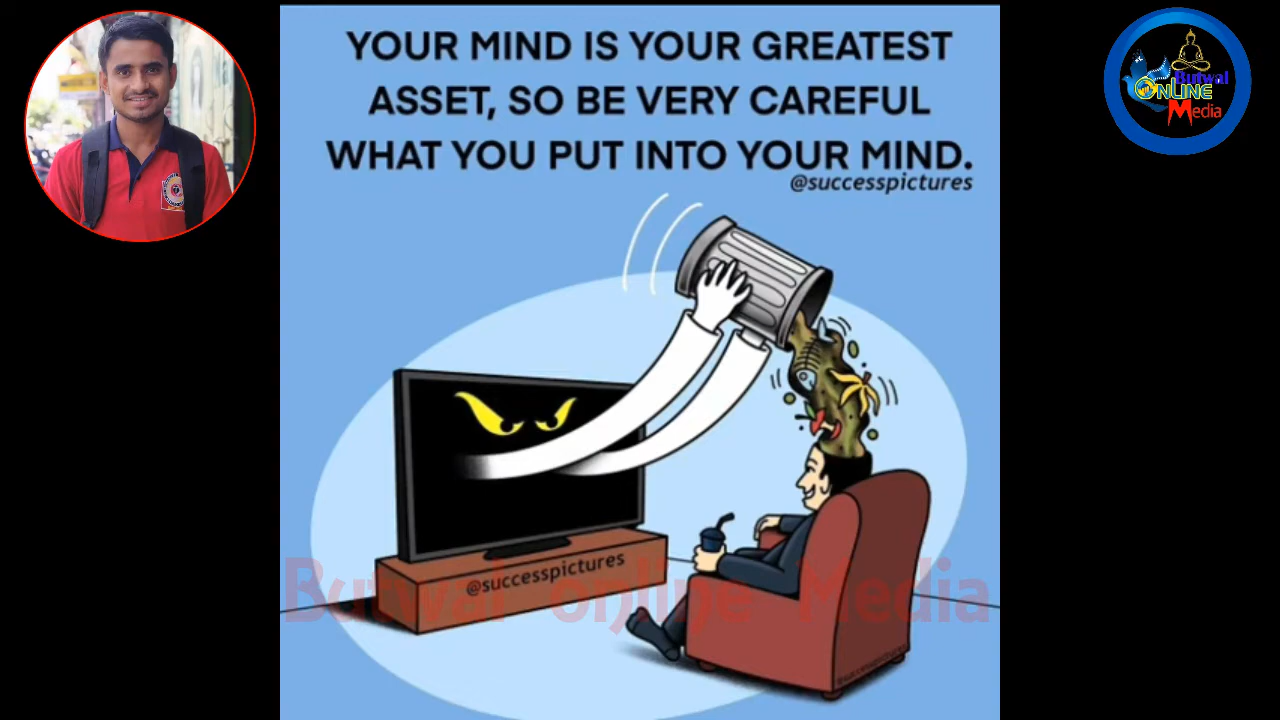 YOUR MIND IS YOUR GREATEST
ASSET, SO BE VERY CAREFUL
WHAT YOU PUT INTO YOUR MIND.
@successpictures
Butwal
ONLINE
Media
@successpictures
Butwal online Media
@successpictures